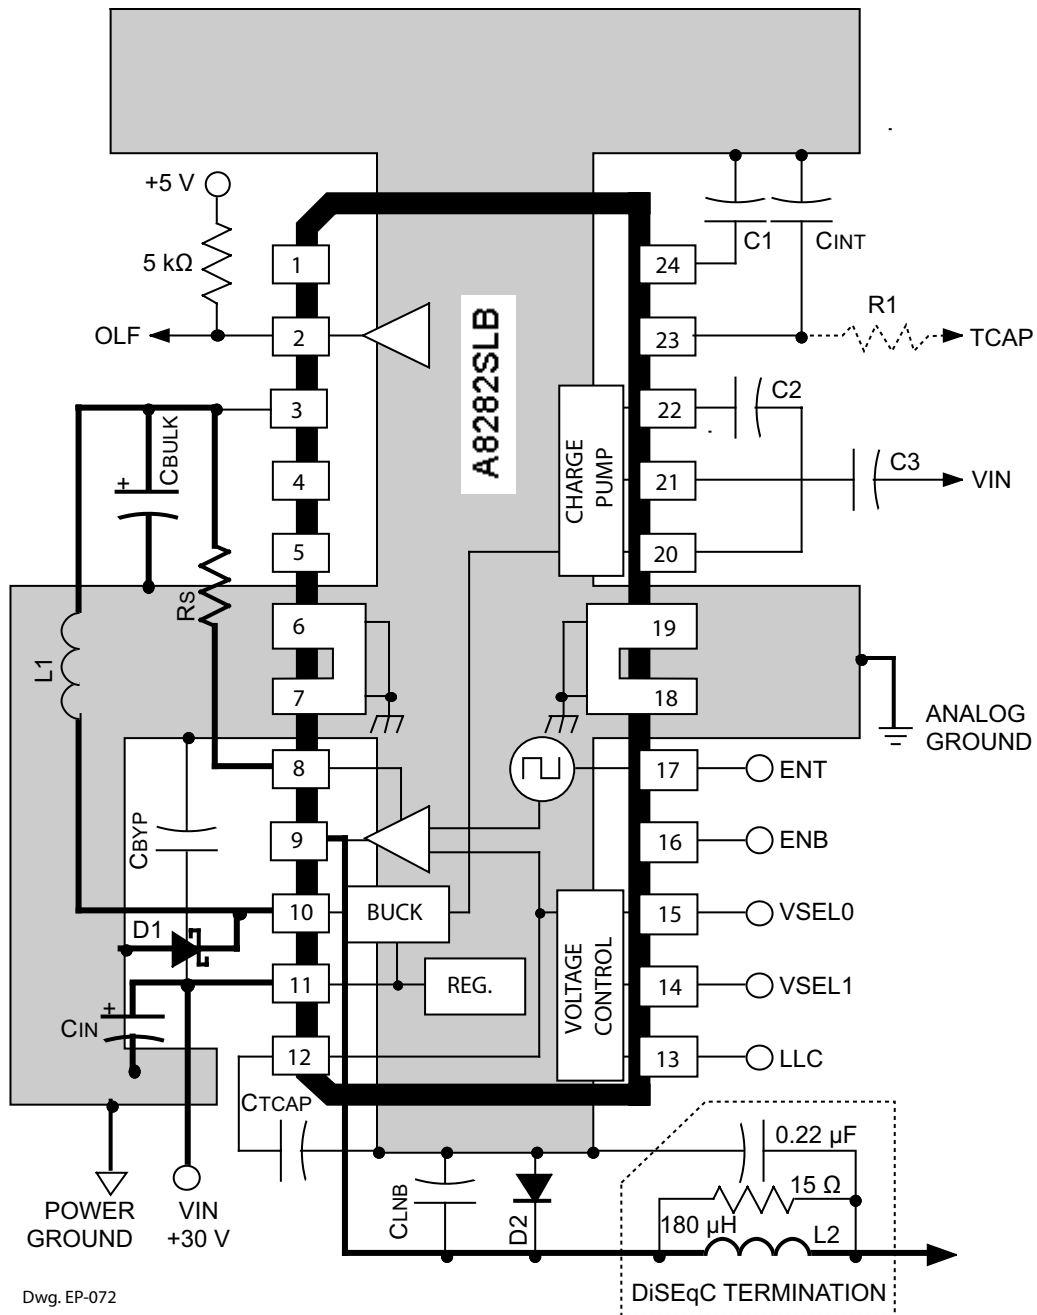 +5 V
5 kΩ
OLF
1
2
3
4
5
6
7
8
9
10
11
12
A8282SLB
C1
CINT
24
23
22
21
20
19
18
17
16
15
14
13
R1
TCAP
C2
C3
VIN
CHARGE
PUMP
CBULK
+
RS
L1
ANALOG
GROUND
ENT
ENB
VSEL0
VSEL1
LLC
CBYP
D1
BUCK
REG.
VOLTAGE
CONTROL
+
CIN
CTCAP
POWER
GROUND
VIN
+30 V
CLNB
D2
0.22 µF
15 Ω
180 µH
L2
DiSEqC TERMINATION
Dwg. EP-072